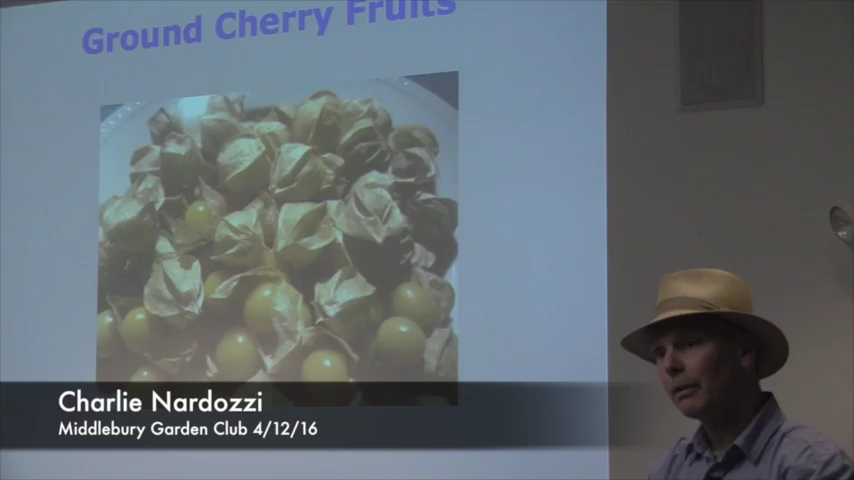 Ground Cherry Fruits
Charlie Nardozzi
Middlebury Garden Club 4/12/16